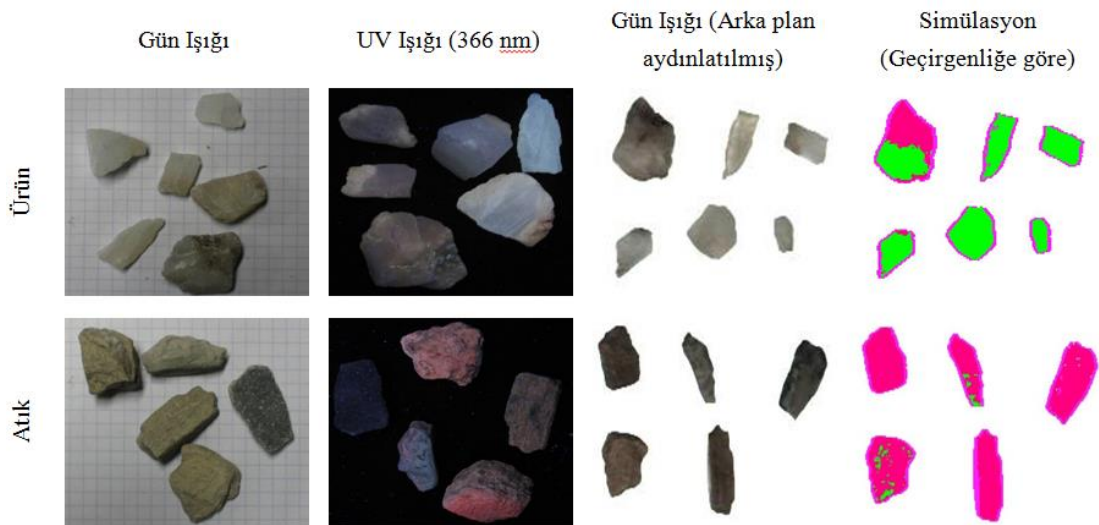 Gün Işığı
UV Işığı (366 nm)
Gün Işığı (Arka plan
aydınlatılmış)
Simülasyon
(Geçirgenliğe göre)
Ürün
Atık